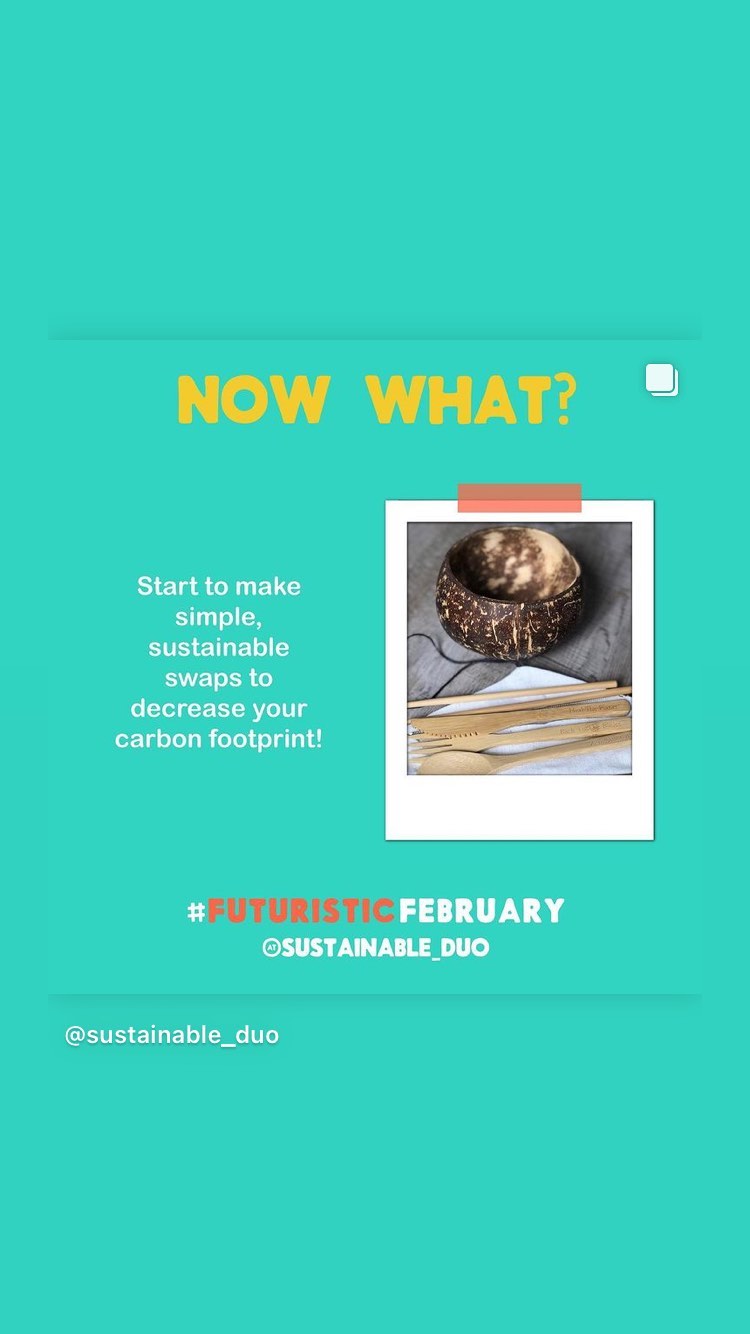 NOW WHAT?
Start to make
simple,
sustainable
swaps to
decrease your
carbon footprint!
#FUTURISTICFEBRUARY
@SUSTAINABLE_DUO
@sustainable_duo